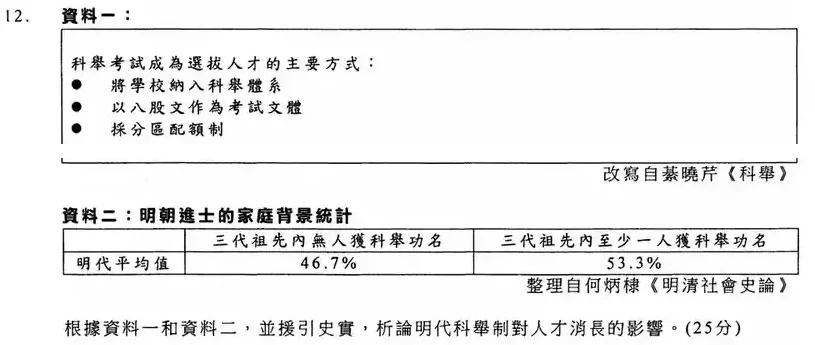 12. 資料一：
科舉考試成為選拔人才的主要方式：
● 將學校納入科舉體系
● 以八股文作為考試文體
● 採分區配額制
改寫自綦曉芹《科舉》
資料二：明朝進士的家庭背景統計
三代祖先內無人獲科舉功名 三代祖先內至少一人獲科舉功名
明代平均值 46.7% 53.3%
整理自何炳棣《明清社會史論》
根據資料一和資料二，並援引史實，析論明代科舉制對人才消長的影響。(25分)